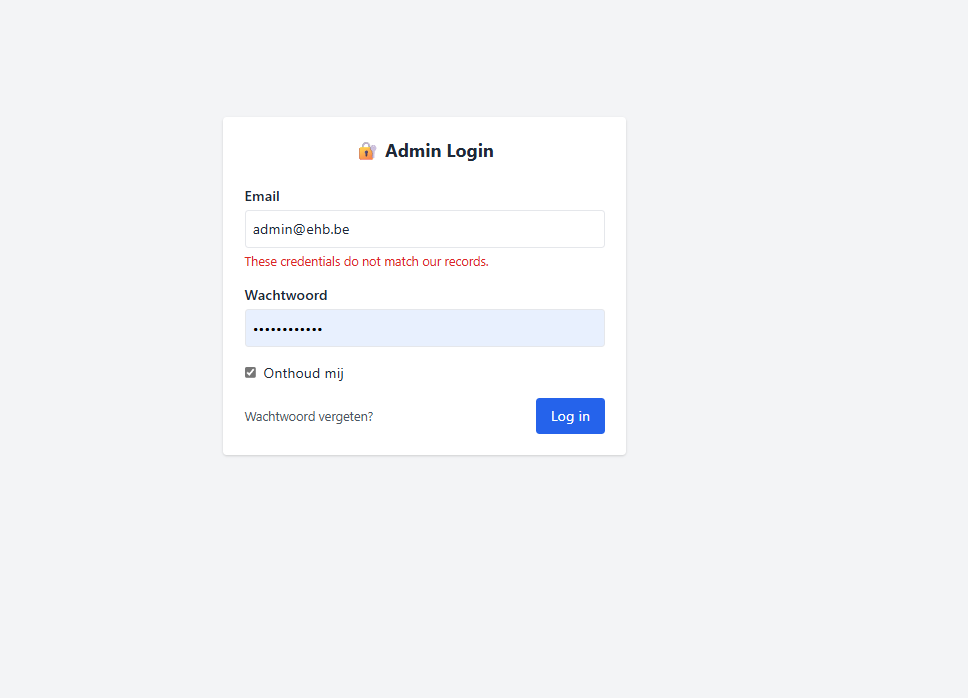 🔐 Admin Login
Email
admin@ehb.be
These credentials do not match our records.
Wachtwoord
••••••••••••
Onthoud mij
Wachtwoord vergeten?
Log in